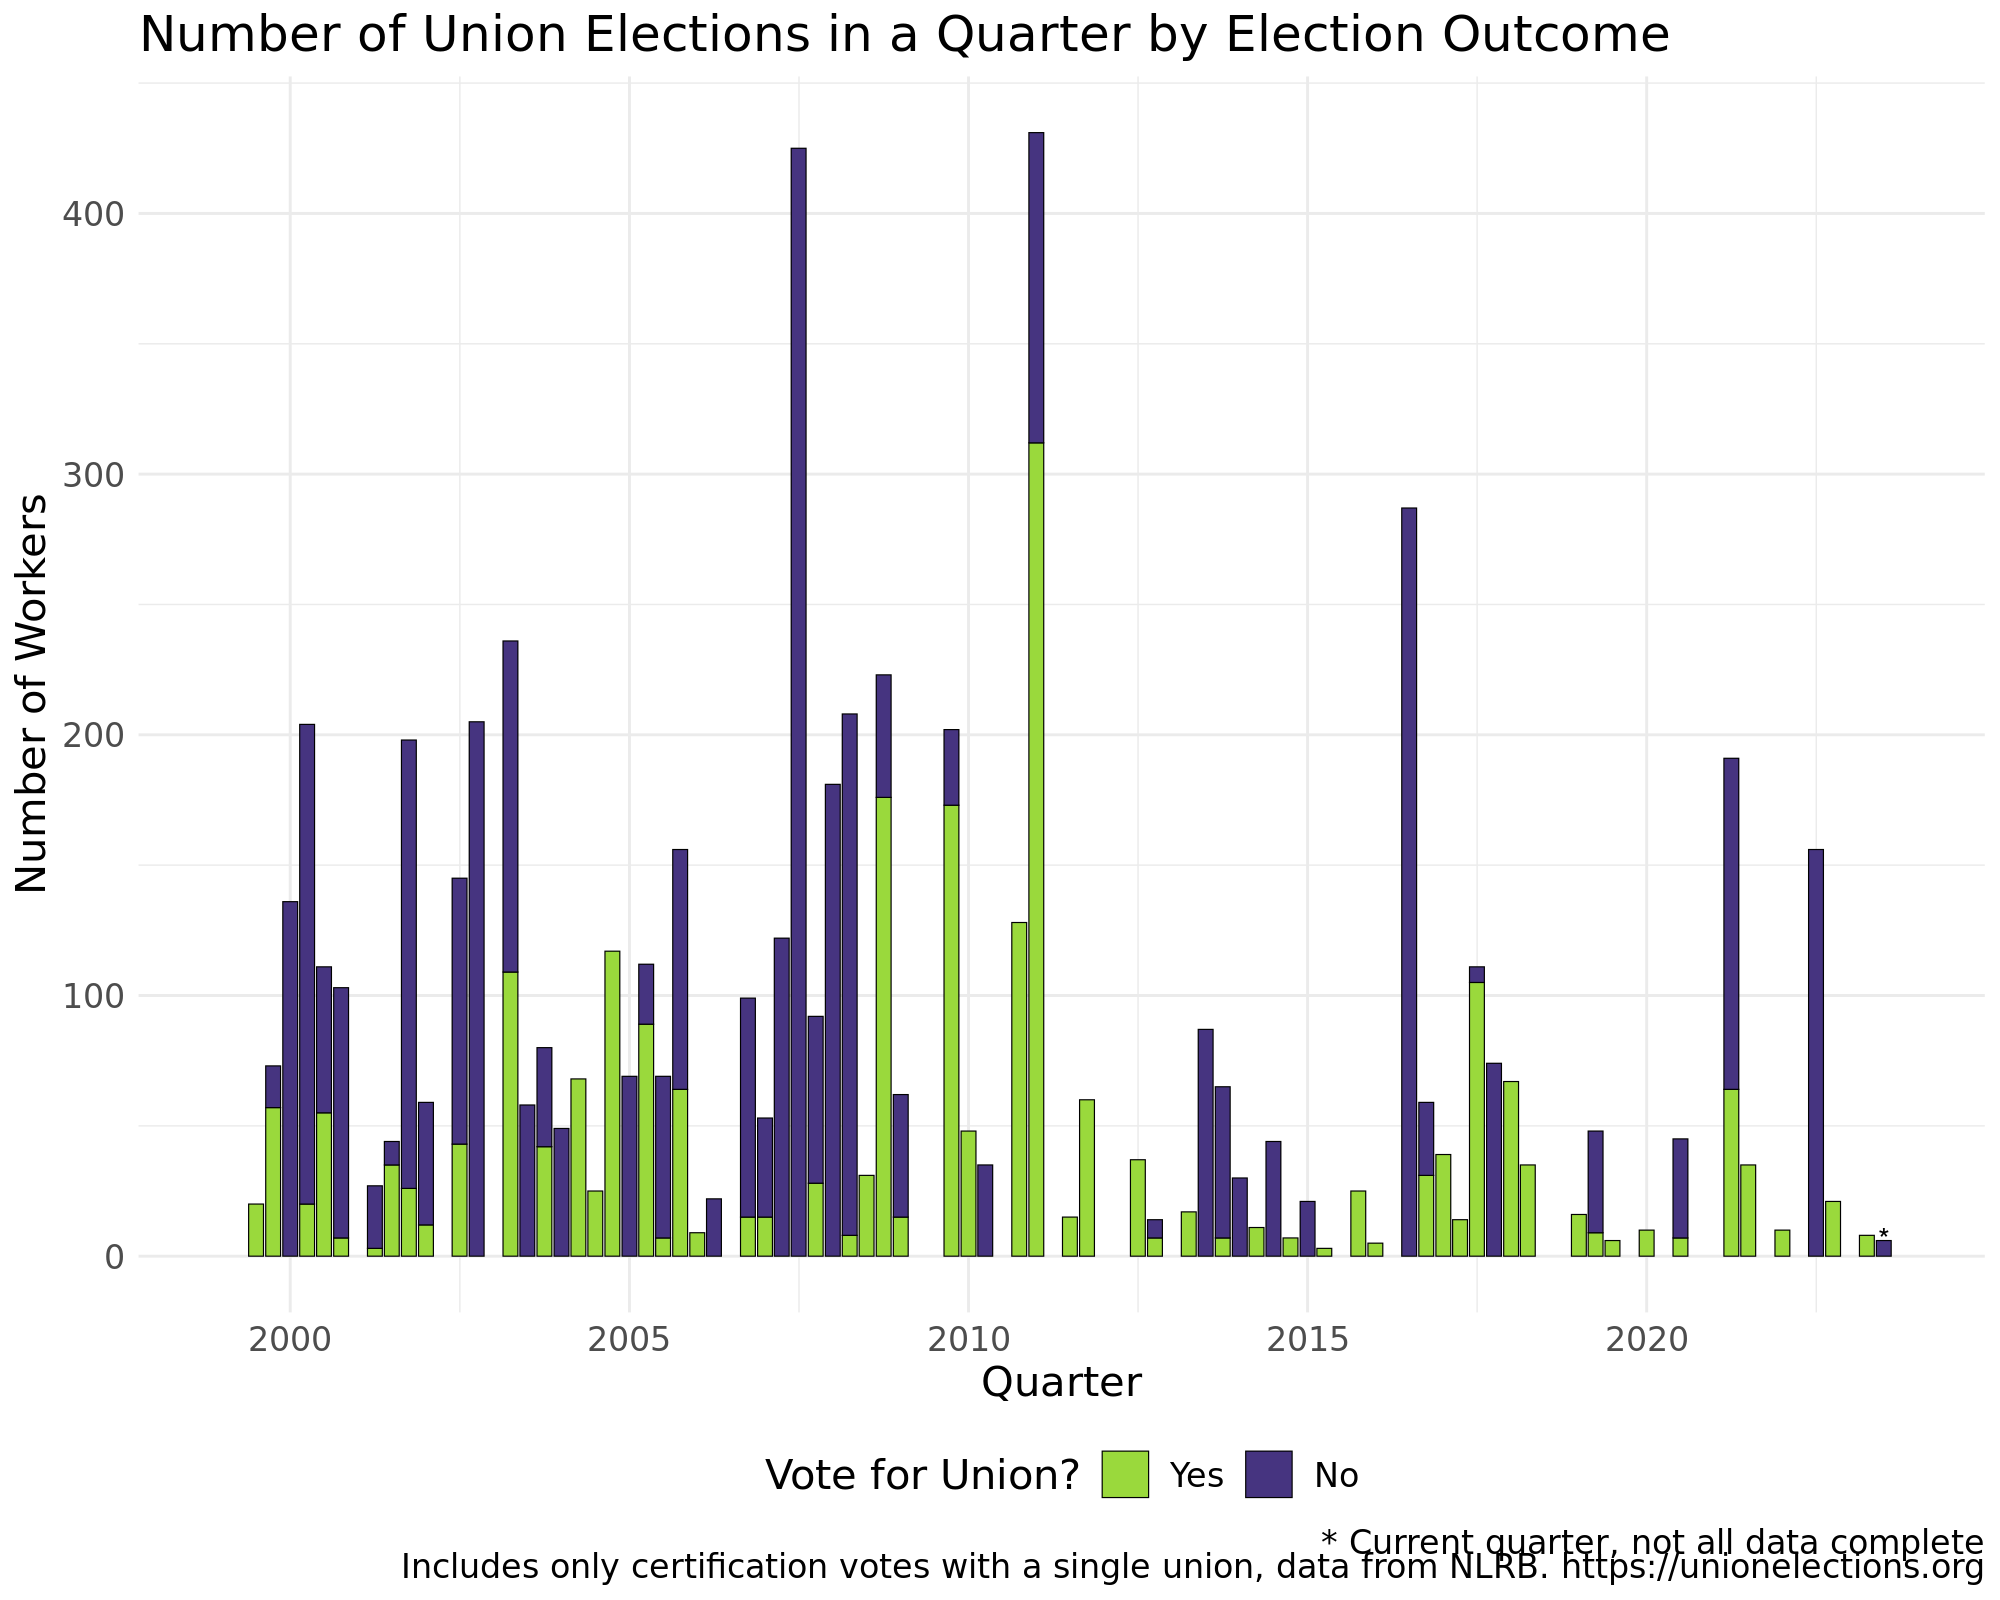 Number of Union Elections in a Quarter by Election Outcome
Number of Workers
400
300
200
100
0
*
2000 2005 2010 2015 2020
Quarter
Vote for Union? Yes No
* Current quarter, not all data complete
Includes only certification votes with a single union, data from NLRB. https://unionelections.org